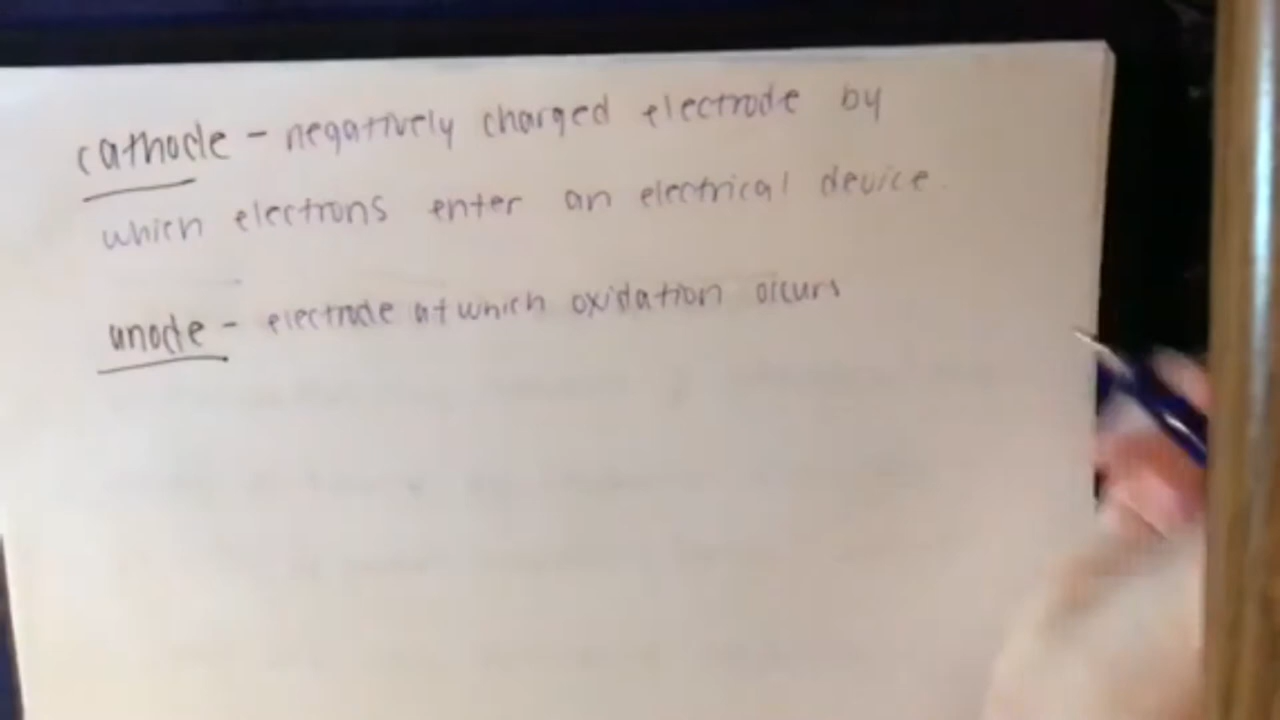 cathode - negatively charged electrode by
which electrons enter an electrical device.
anode - electrode at which oxidation occurs